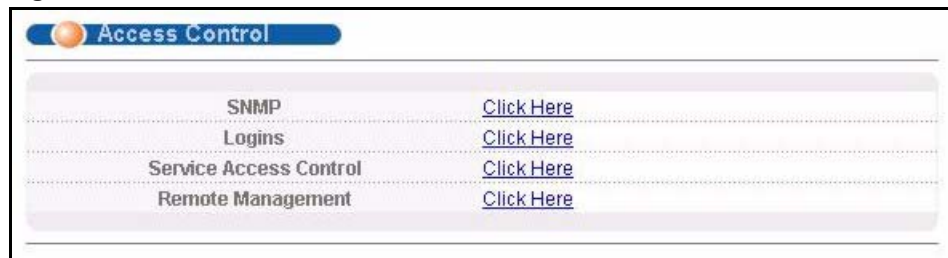 Access Control
SNMP Click Here
Logins Click Here
Service Access Control Click Here
Remote Management Click Here